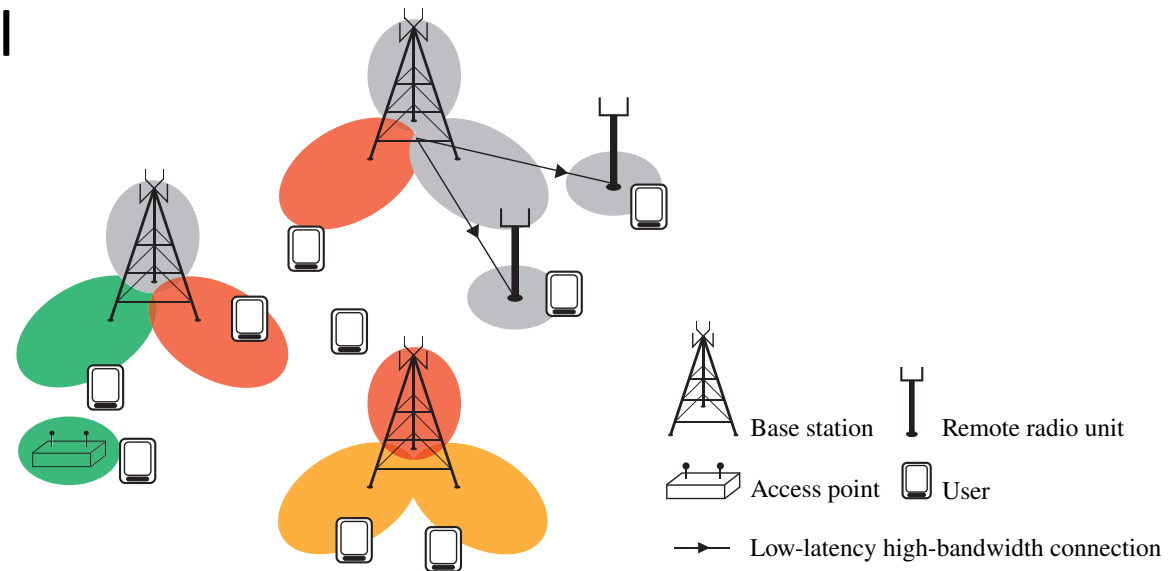 Base station
Remote radio unit
Access point
User
Low-latency high-bandwidth connection